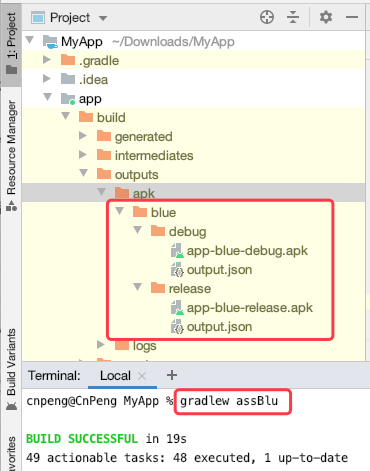 Project
1: Project
MyApp ~/Downloads/MyApp
.gradle
.idea
app
build
generated
intermediates
outputs
apk
blue
debug
app-blue-debug.apk
output.json
release
app-blue-release.apk
output.json
logs
Resource Manager
Build Variants
avorites
Terminal: Local
cnpeng@CnPeng MyApp % gradlew assBlu
BUILD SUCCESSFUL in 19s
49 actionable tasks: 48 executed, 1 up-to-date